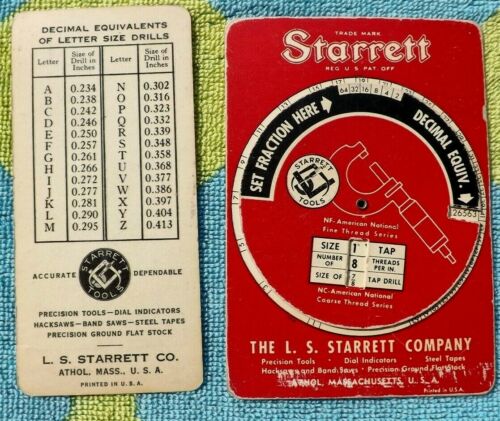 DECIMAL EQUIVALENTS
OF LETTER SIZE DRILLS
Letter Size of Drill in Inches Letter Size of Drill in Inches
A 0.234 N 0.302
B 0.238 O 0.316
C 0.242 P 0.323
D 0.246 Q 0.332
E 0.250 R 0.339
F 0.257 S 0.348
G 0.261 T 0.358
H 0.266 U 0.368
I 0.272 V 0.377
J 0.277 W 0.386
K 0.281 X 0.397
L 0.290 Y 0.404
M 0.295 Z 0.413
ACCURATE STARRETT TOOLS DEPENDABLE
PRECISION TOOLS—DIAL INDICATORS
HACKSAWS—BAND SAWS—STEEL TAPES
PRECISION GROUND FLAT STOCK
L. S. STARRETT CO.
ATHOL, MASS., U. S. A.
PRINTED IN U. S. A.
TRADE MARK
Starrett
REG U S PAT OFF
64 32 16 8 4
SET FRACTION HERE
DECIMAL EQUIV.
26563
STARRETT TOOLS
NF-American National
Fine Thread Series
SIZE 1" TAP
NUMBER OF 8 THREADS PER IN.
SIZE OF 7/8 TAP DRILL
NC-American National
Coarse Thread Series
THE L. S. STARRETT COMPANY
Precision Tools · Dial Indicators · Steel Tapes
Hacksaws and Band Saws · Precision Ground Flat Stock
ATHOL, MASSACHUSETTS, U. S. A.
Printed in U.S.A.